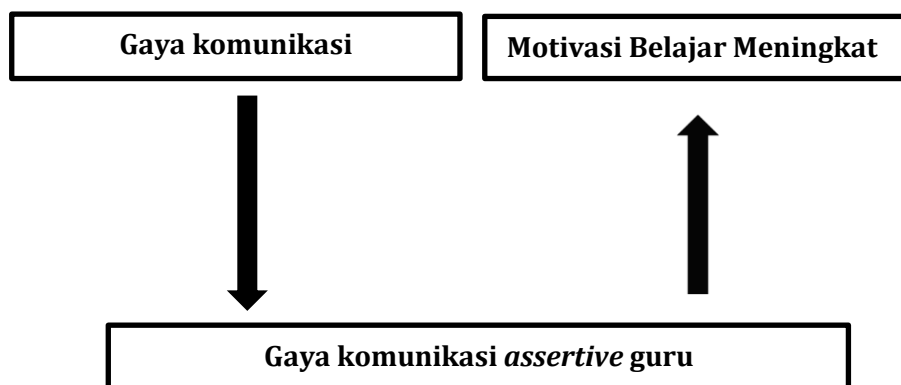 Gaya komunikasi
Motivasi Belajar Meningkat
Gaya komunikasi assertive guru